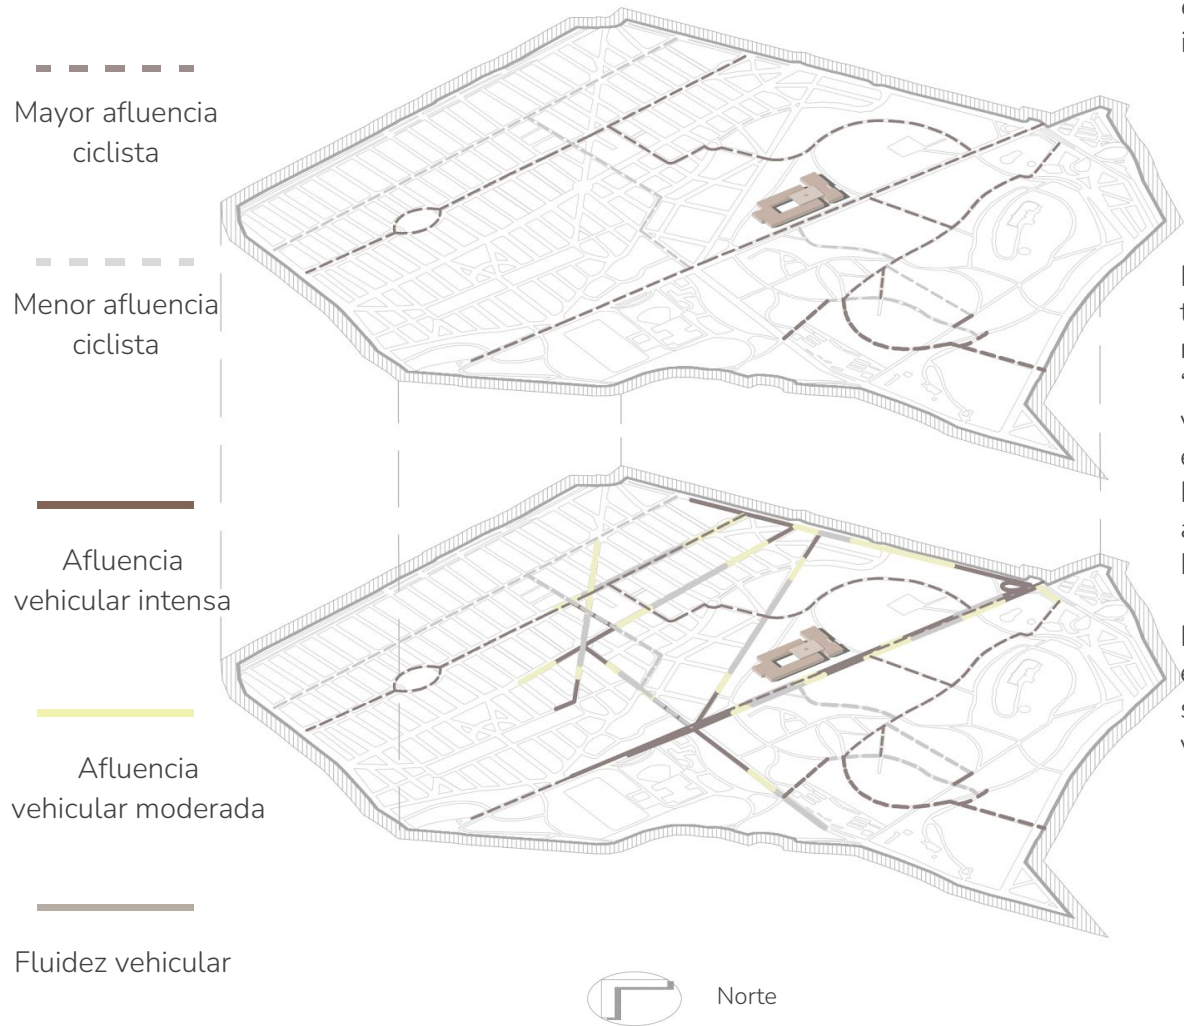 Mayor afluencia
ciclista
Menor afluencia
ciclista
Afluencia
vehicular intensa
Afluencia
vehicular moderada
Fluidez vehicular
Norte